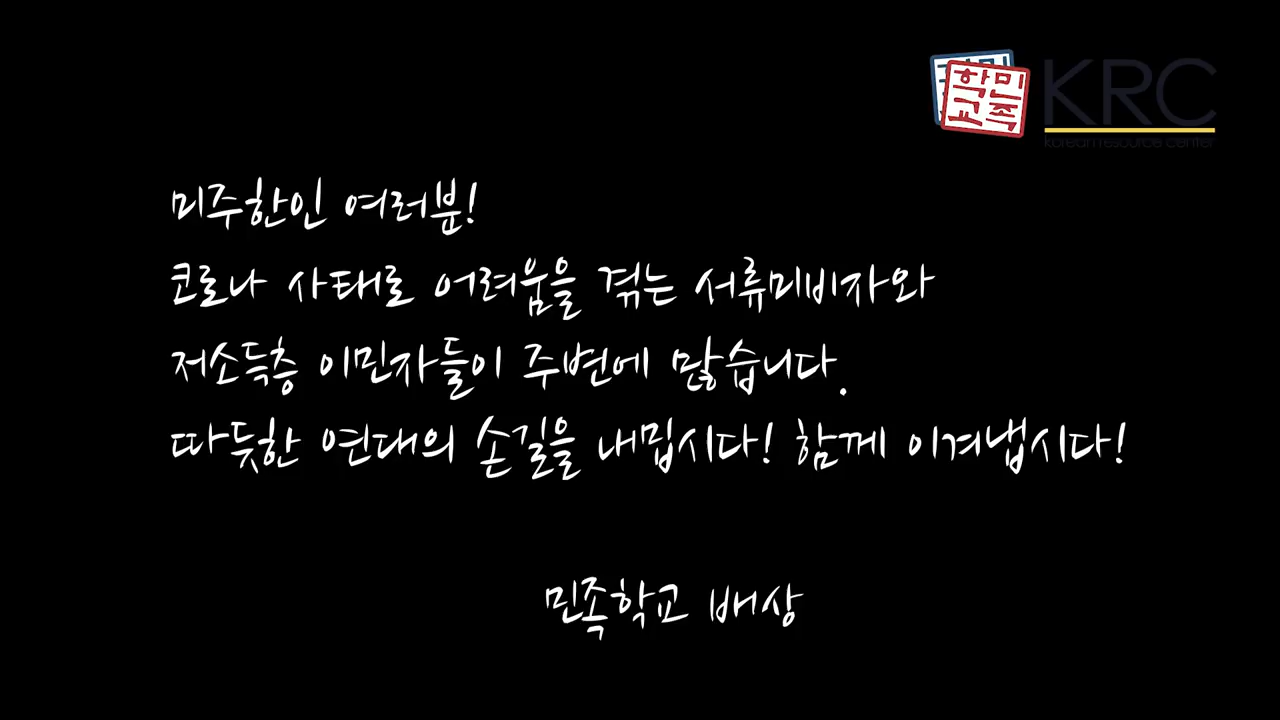 학민
교족
KRC
korean resource center
미주한인 여러분!
코로나 사태로 어려움을 겪는 서류미비자와
저소득층 이민자들이 주변에 많습니다.
따듯한 연대의 손길을 내밉시다! 함께 이겨냅시다!
민족학교 배상